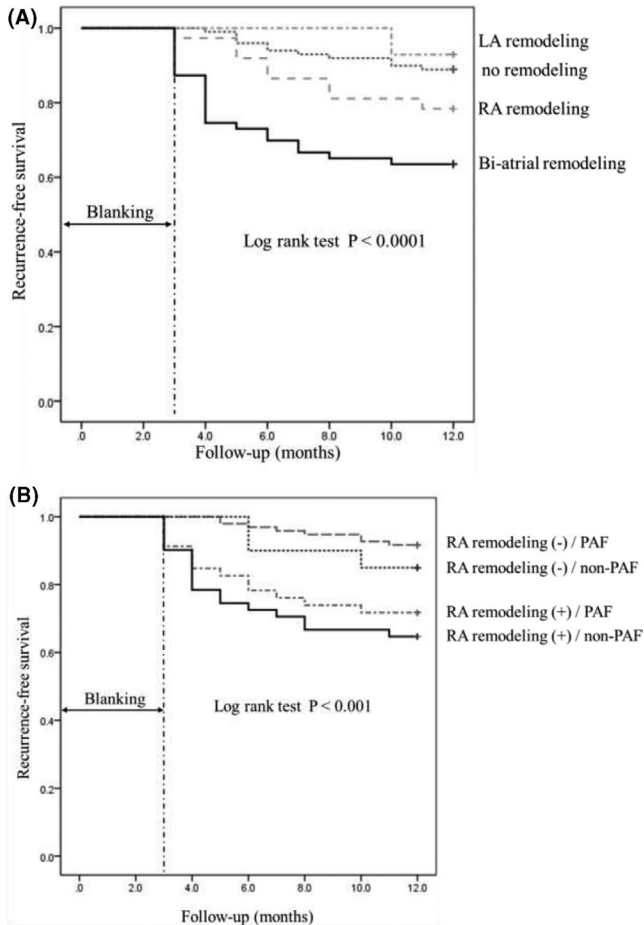 (A)
1.0
0.8
0.6
0.4
0.2
0.0
Recurrence-free survival
LA remodeling
no remodeling
RA remodeling
Bi-atrial remodeling
Blanking
Log rank test P < 0.0001
.0 2.0 4.0 6.0 8.0 10.0 12.0
Follow-up (months)
(B)
1.0
0.8
0.6
0.4
0.2
0.0
Recurrence-free survival
RA remodeling (-) / PAF
RA remodeling (-) / non-PAF
RA remodeling (+) / PAF
RA remodeling (+) / non-PAF
Blanking
Log rank test P < 0.001
.0 2.0 4.0 6.0 8.0 10.0 12.0
Follow-up (months)